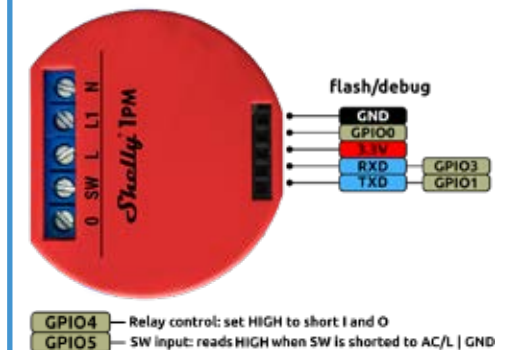 flash/debug
GND
GPIO0
3.3V
RXD GPIO3
TXD GPIO1
O SW L L1 N
Shelly 1PM
GPIO4 Relay control: set HIGH to short I and O
GPIO5 SW input: reads HIGH when SW is shorted to AC/L | GND